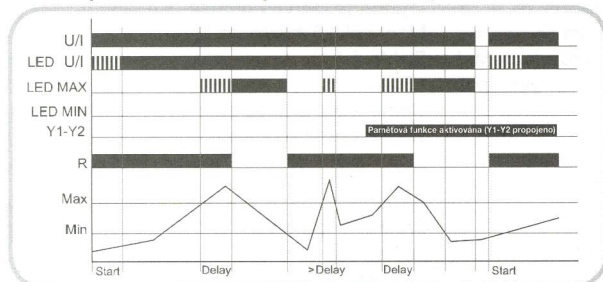 U/I
LED U/I
LED MAX
LED MIN
Y1-Y2
Paměťová funkce aktivována (Y1-Y2 propojeno)
R
Max
Min
Start Delay >Delay Delay Start